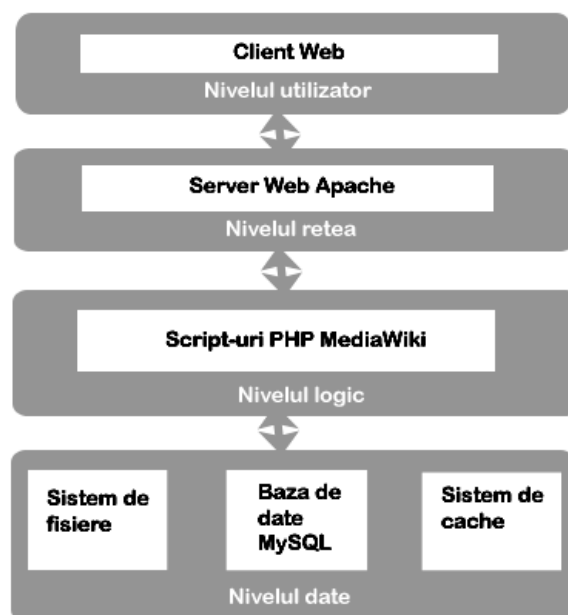 Client Web
Nivelul utilizator
Server Web Apache
Nivelul retea
Script-uri PHP MediaWiki
Nivelul logic
Sistem de
fisiere
Baza de
date
MySQL
Sistem de
cache
Nivelul date